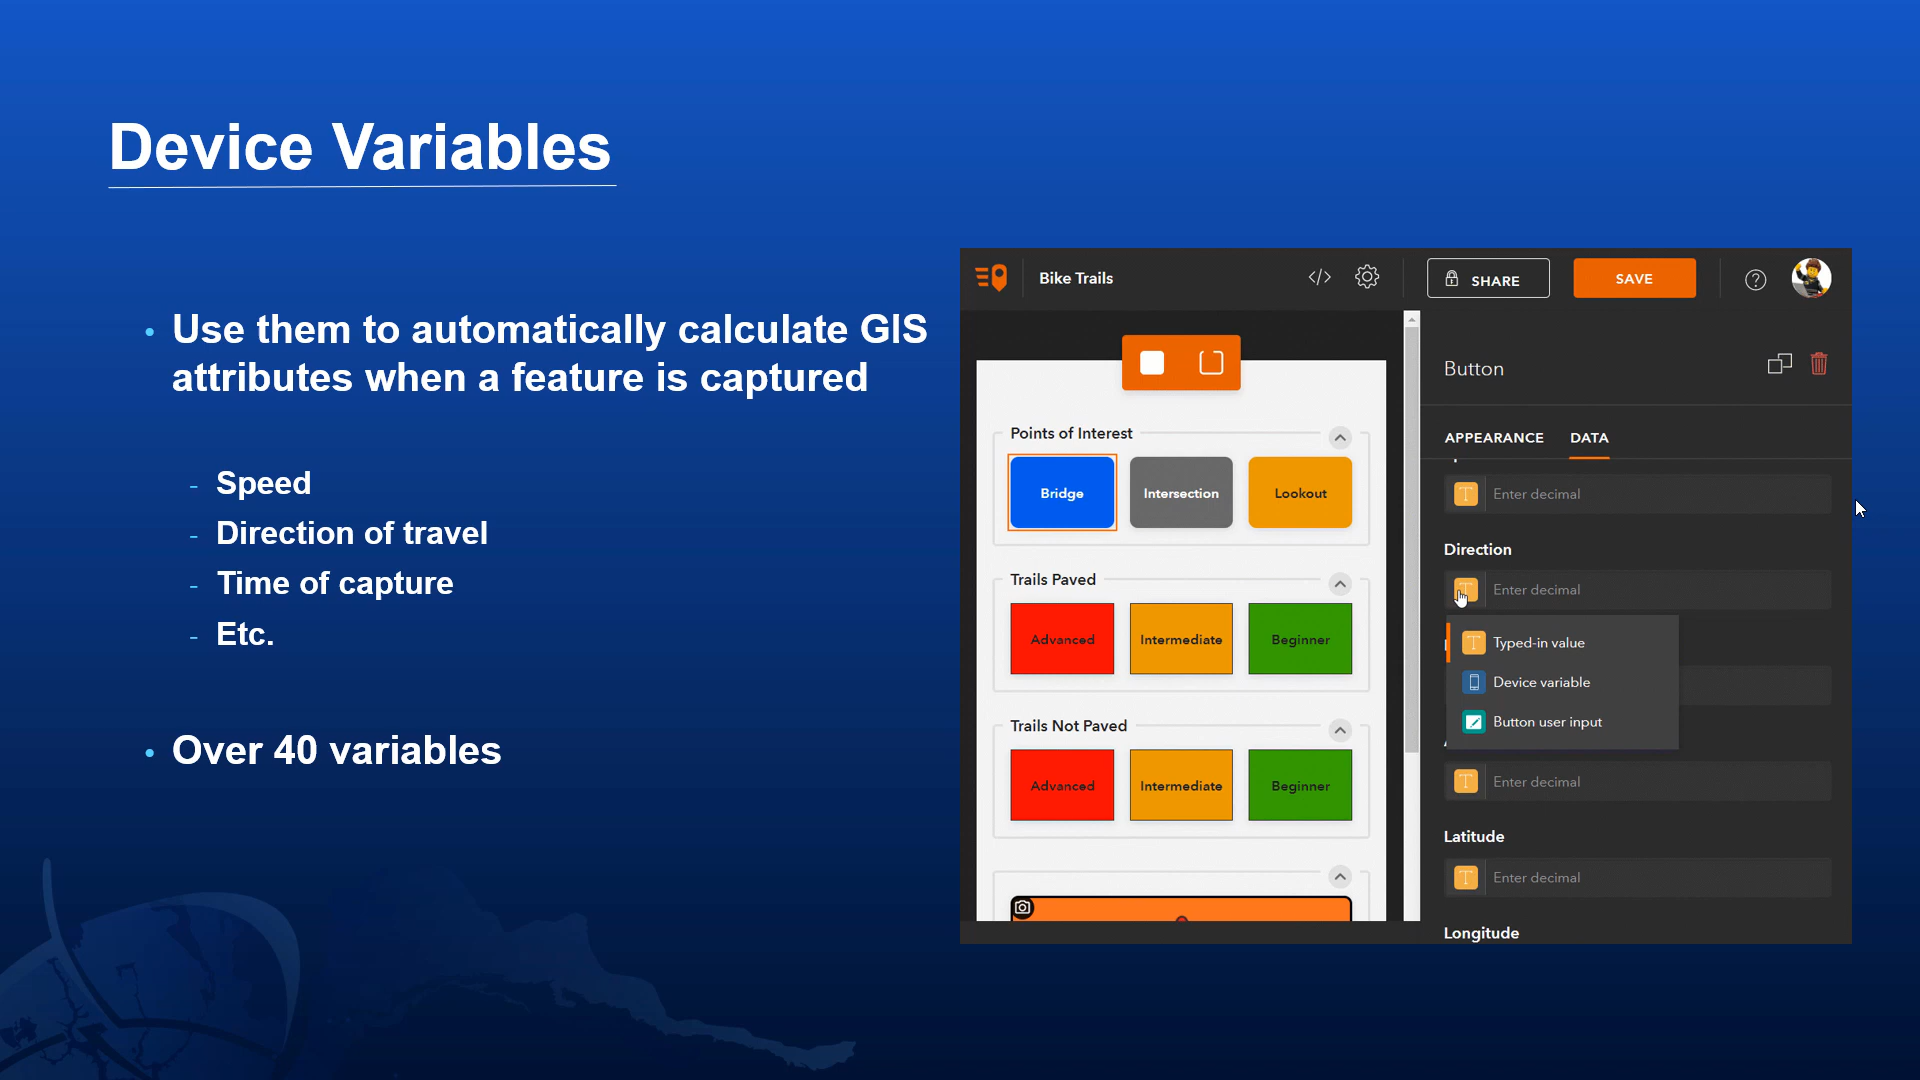 Device Variables
• Use them to automatically calculate GIS
attributes when a feature is captured
- Speed
- Direction of travel
- Time of capture
- Etc.
• Over 40 variables
Bike Trails
</>
SHARE
SAVE
?
Button
APPEARANCE
DATA
Points of Interest
Bridge
Intersection
Lookout
Trails Paved
Advanced
Intermediate
Beginner
Trails Not Paved
Advanced
Intermediate
Beginner
T Enter decimal
Direction
T Enter decimal
T Typed-in value
Device variable
Button user input
T Enter decimal
Latitude
T Enter decimal
Longitude